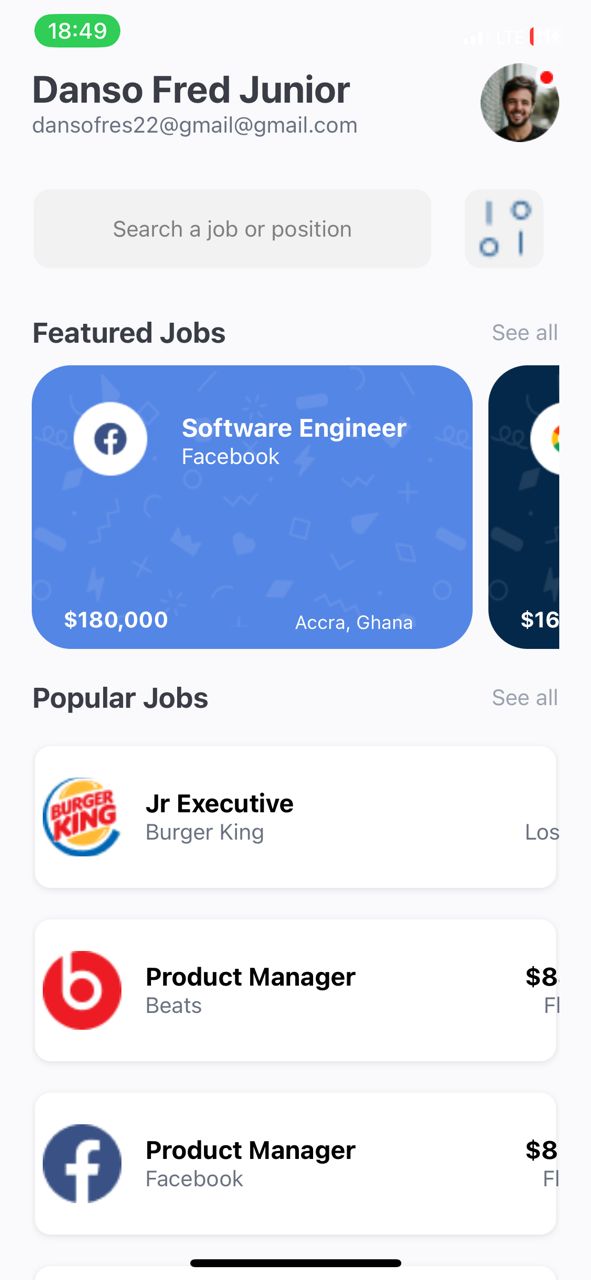 18:49
LTE
Danso Fred Junior
dansofres22@gmail@gmail.com
Search a job or position
Featured Jobs
See all
Software Engineer
Facebook
$180,000
Accra, Ghana
$16
Popular Jobs
See all
BURGER KING
Jr Executive
Burger King
Los
Product Manager
$8
Beats
Fl
Product Manager
$8
Facebook
Fl